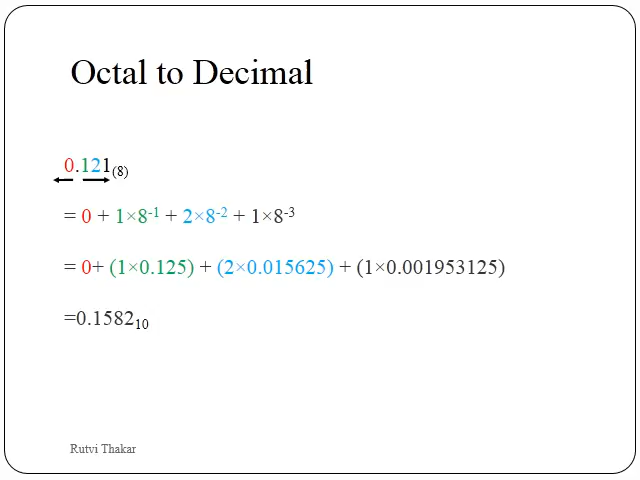 Octal to Decimal
0.121(8)
= 0 + 1×8-1 + 2×8-2 + 1×8-3
= 0+ (1×0.125) + (2×0.015625) + (1×0.001953125)
=0.158210
Rutvi Thakar